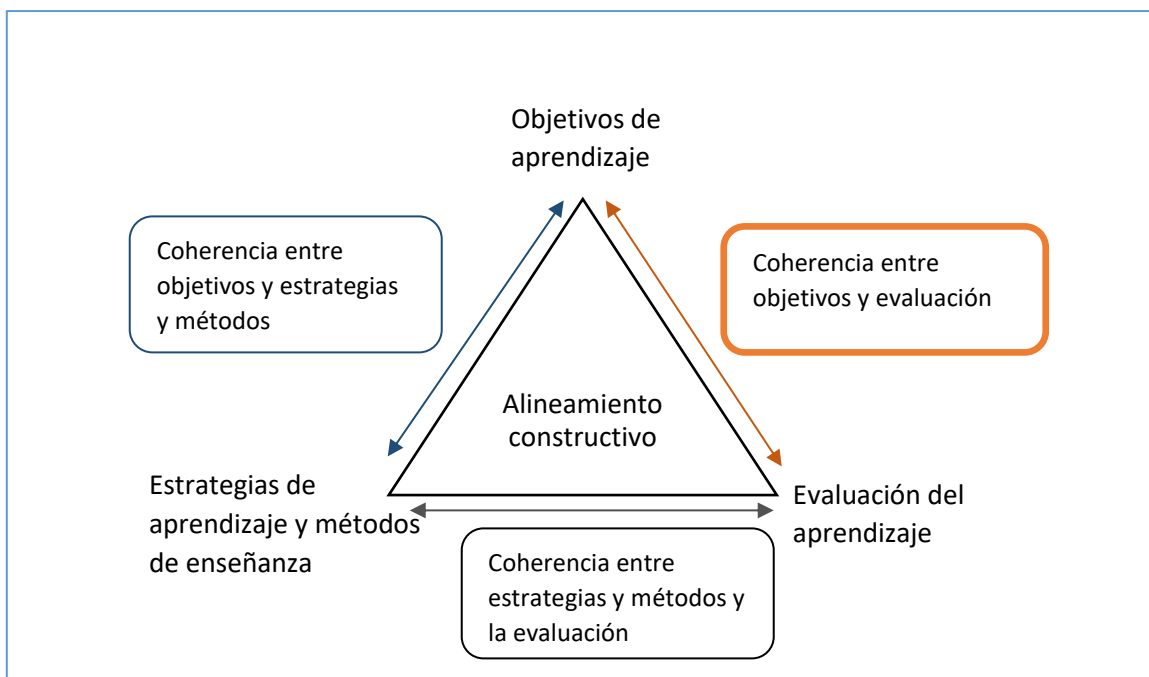 Objetivos de
aprendizaje
Coherencia entre
objetivos y estrategias
y métodos
Coherencia entre
objetivos y evaluación
Alineamiento
constructivo
Estrategias de
aprendizaje y métodos
de enseñanza
Evaluación del
aprendizaje
Coherencia entre
estrategias y métodos y
la evaluación